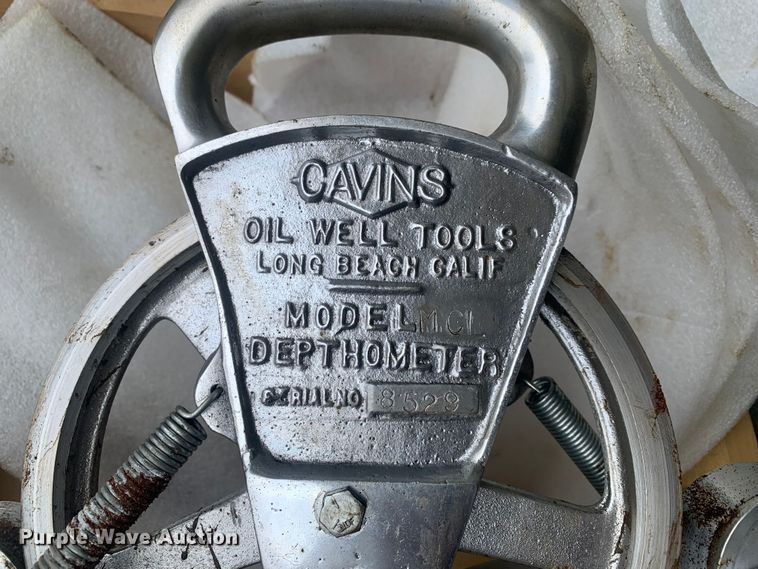 CAVINS
OIL WELL TOOLS
LONG BEACH CALIF
MODEL MCL
DEPTHOMETER
SERIAL NO. 8529
Purple Wave Auction